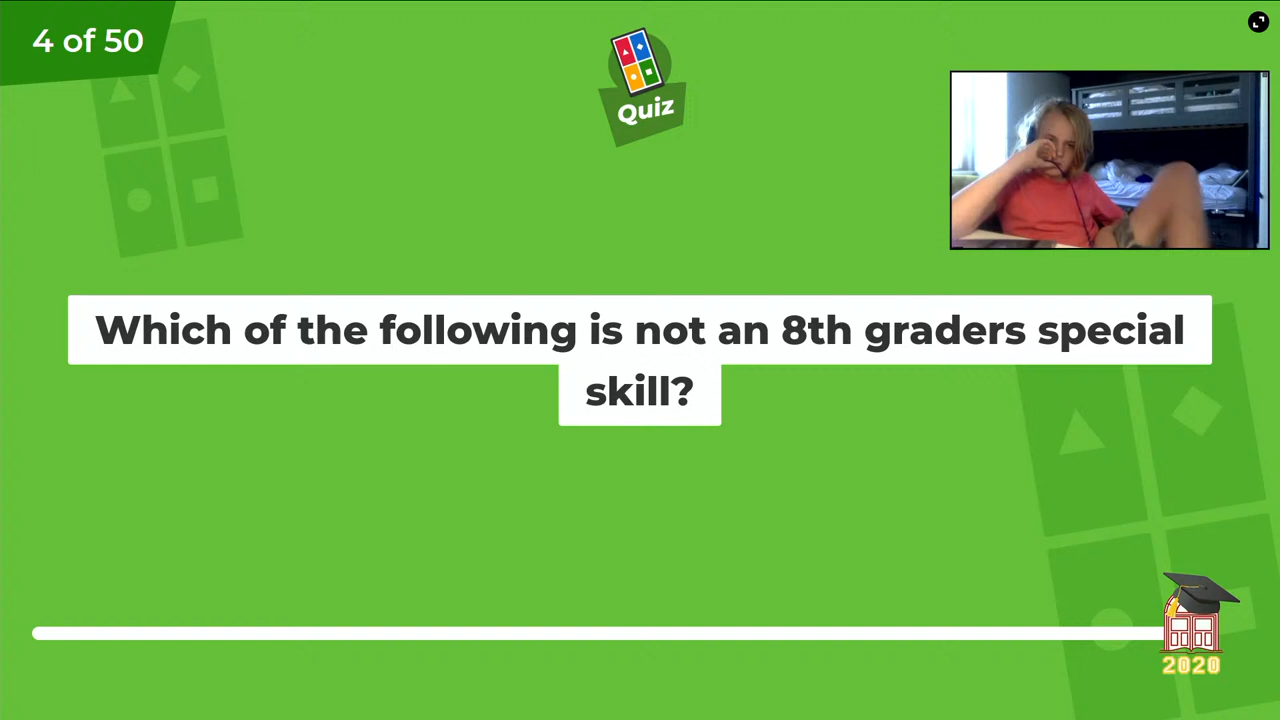 4 of 50
Quiz
Which of the following is not an 8th graders special
skill?
2020